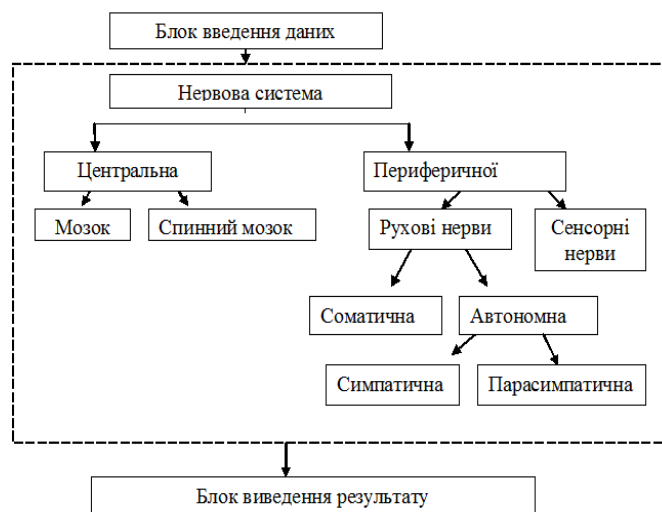 Блок введення даних
Нервова система
Центральна
Периферичної
Мозок
Спинний мозок
Рухові нерви
Сенсорні
нерви
Соматична
Автономна
Симпатична
Парасимпатична
Блок виведення результату